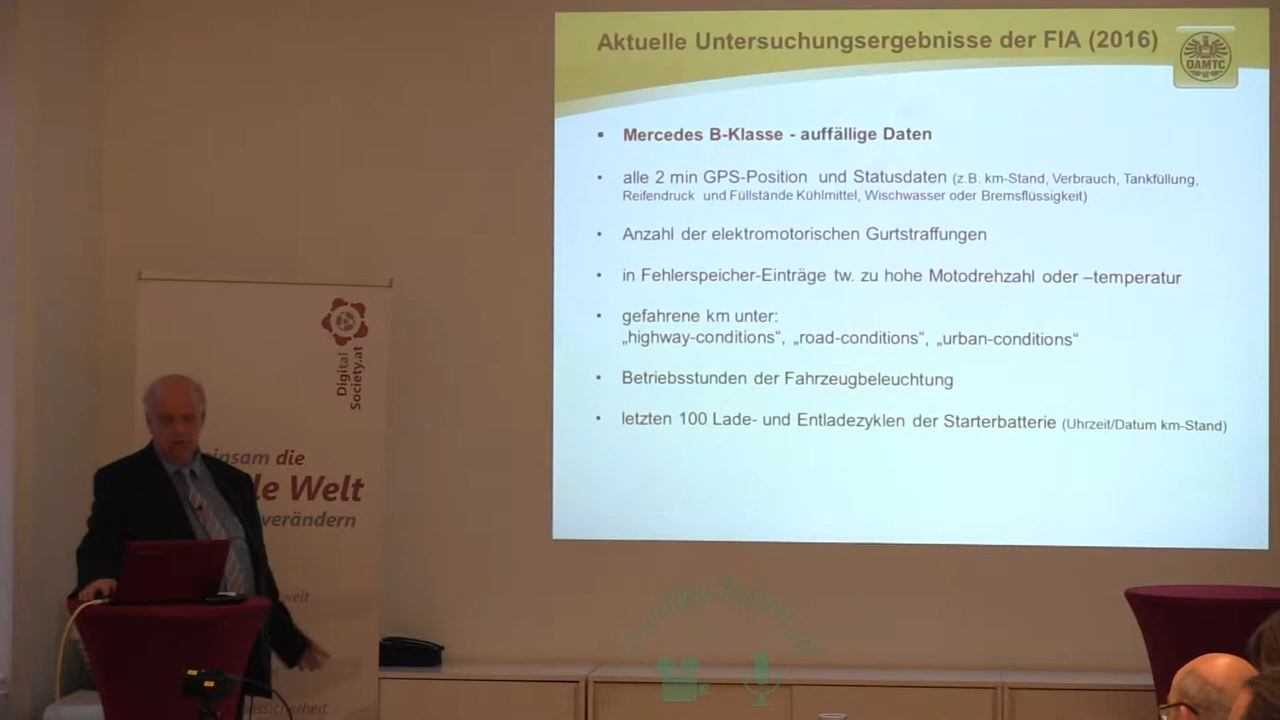 Aktuelle Untersuchungsergebnisse der FIA (2016)
ÖAMTC
Mercedes B-Klasse - auffällige Daten
alle 2 min GPS-Position und Statusdaten (z.B. km-Stand, Verbrauch, Tankfüllung,
Reifendruck und Füllstände Kühlmittel, Wischwasser oder Bremsflüssigkeit)
Anzahl der elektromotorischen Gurtstraffungen
in Fehlerspeicher-Einträge tw. zu hohe Motodrehzahl oder –temperatur
gefahrene km unter:
„highway-conditions“, „road-conditions“, „urban-conditions“
Betriebsstunden der Fahrzeugbeleuchtung
letzten 100 Lade- und Entladezyklen der Starterbatterie (Uhrzeit/Datum km-Stand)
Digital
Society.at
die
Welt
verändern